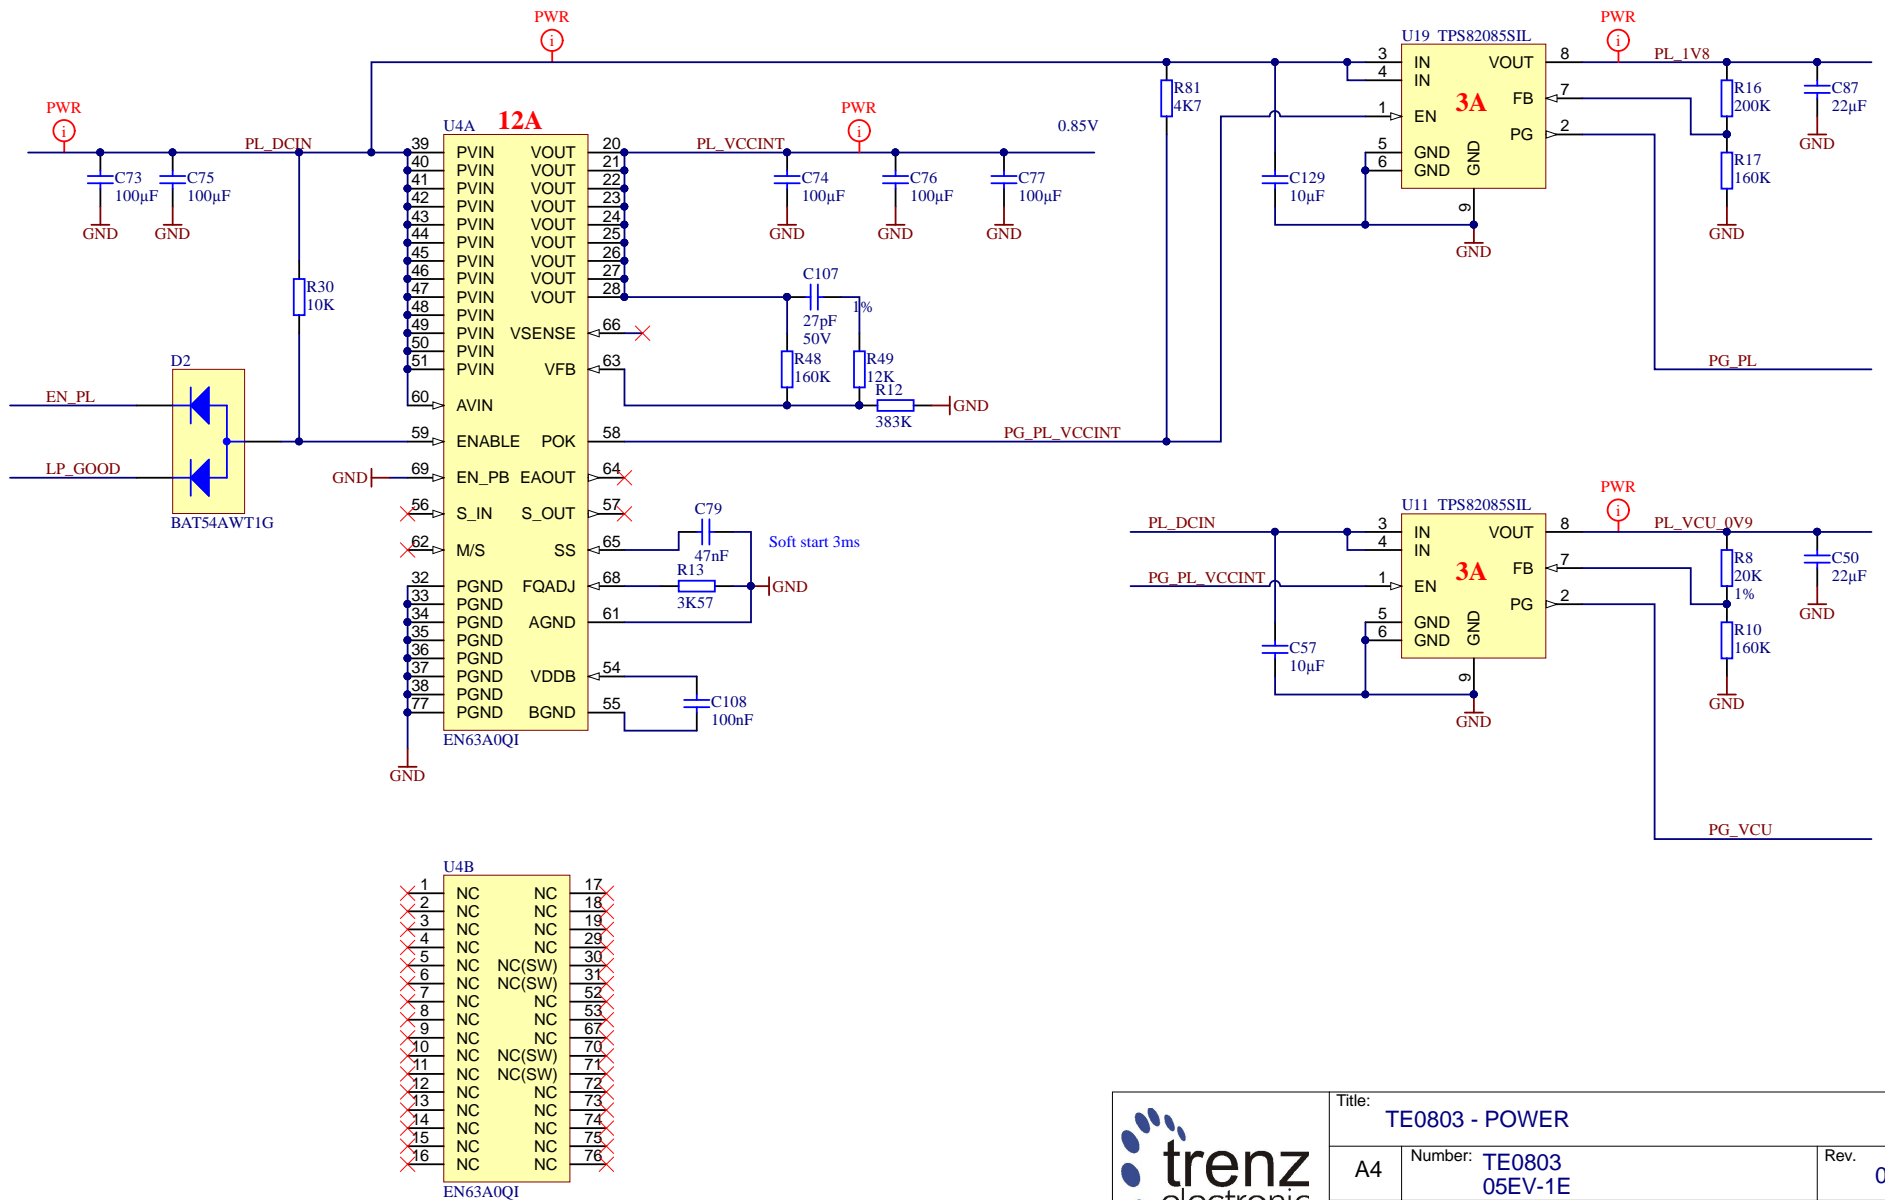 PWR
PWR
U19 TPS82085SIL
3 IN VOUT 8
4 IN
PL_1V8
3A
FB 7
1 EN
PG 2
5 GND
6 GND
GND
9
GND
R81
4K7
R16
200K
C87
22µF
GND
R17
160K
GND
C129
10µF
PG_PL
PWR
PL_DCIN
C73
100µF
GND
C75
100µF
GND
R30
10K
U4A 12A
39 PVIN VOUT 20
40 PVIN VOUT 21
41 PVIN VOUT 22
42 PVIN VOUT 23
43 PVIN VOUT 24
44 PVIN VOUT 25
45 PVIN VOUT 26
46 PVIN VOUT 27
47 PVIN VOUT 28
48 PVIN
49 PVIN VSENSE 66
50 PVIN
51 PVIN VFB 63
60 AVIN
59 ENABLE POK 58
69 EN_PB EAOUT 64
56 S_IN S_OUT 57
62 M/S SS 65
32 PGND FQADJ 68
33 PGND
34 PGND AGND 61
35 PGND
36 PGND
37 PGND VDDB 54
38 PGND
77 PGND BGND 55
EN63A0QI
GND
GND
D2
EN_PL
LP_GOOD
BAT54AWT1G
PWR
PL_VCCINT
0.85V
C74
100µF
GND
C76
100µF
GND
C77
100µF
GND
C107
27pF
50V
1%
R48
160K
R49
12K
R12
383K
GND
PG_PL_VCCINT
C79
47nF
R13
3K57
GND
Soft start 3ms
C108
100nF
PWR
U11 TPS82085SIL
PL_DCIN
3 IN VOUT 8
4 IN
PL_VCU_0V9
3A
FB 7
PG_PL_VCCINT
1 EN
PG 2
5 GND
6 GND
GND
9
GND
C57
10µF
R8
20K
1%
C50
22µF
GND
R10
160K
GND
PG_VCU
U4B
1 NC NC 17
2 NC NC 18
3 NC NC 19
4 NC NC 29
5 NC NC(SW) 30
6 NC NC(SW) 31
7 NC NC 52
8 NC NC 53
9 NC NC 67
10 NC NC(SW) 70
11 NC NC(SW) 71
12 NC NC 72
13 NC NC 73
14 NC NC 74
15 NC NC 75
16 NC NC 76
EN63A0QI
trenz
electronic
Title:
TE0803 - POWER
A4
Number: TE0803
05EV-1E
Rev.
0